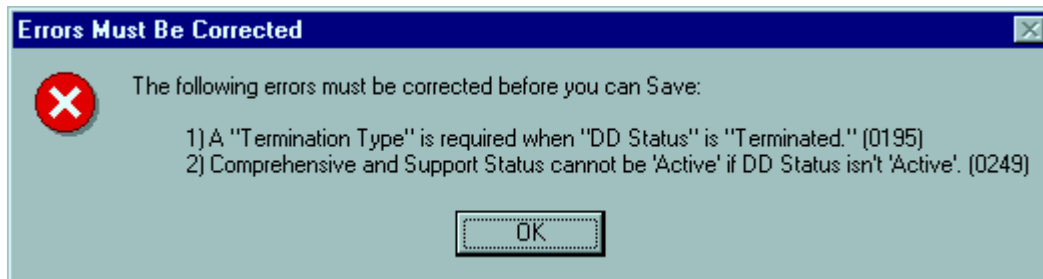 Errors Must Be Corrected
The following errors must be corrected before you can Save:
1) A "Termination Type" is required when "DD Status" is "Terminated." (0195)
2) Comprehensive and Support Status cannot be 'Active' if DD Status isn't 'Active'. (0249)
OK